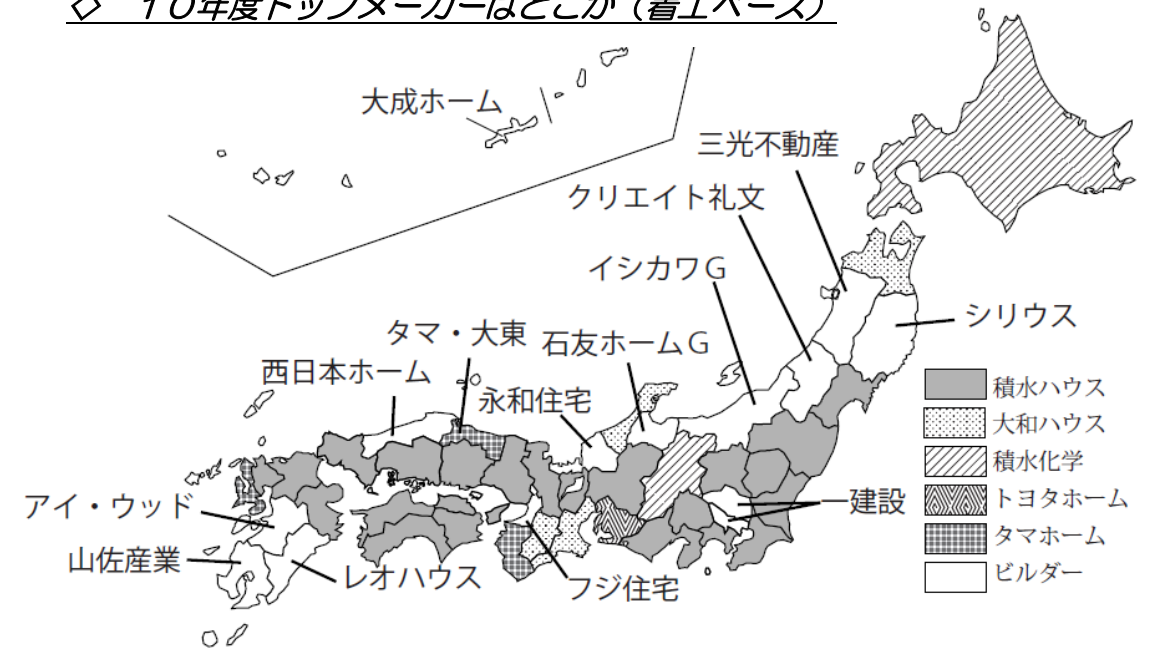 ◇ １０年度トップメーカーはどこか（着工ベース）
大成ホーム
三光不動産
クリエイト礼文
イシカワＧ
シリウス
タマ・大東
石友ホームＧ
西日本ホーム
永和住宅
積水ハウス
大和ハウス
積水化学
トヨタホーム
タマホーム
ビルダー
一建設
アイ・ウッド
山佐産業
レオハウス
フジ住宅